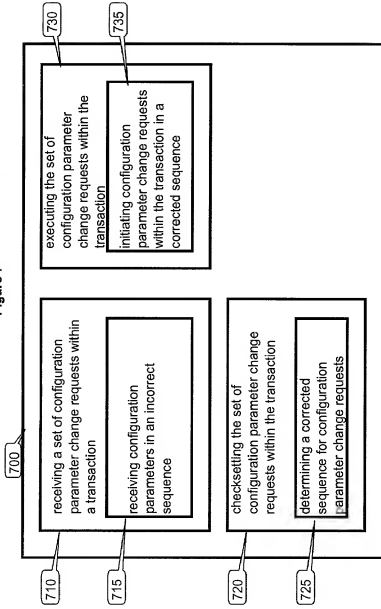 Figure
700
710
receiving a set of configuration
parameter change requests within
a transaction
715
receiving configuration
parameters in an incorrect
sequence
720
checksetting the set of
configuration parameter change
requests within the transaction
725
determining a corrected
sequence for configuration
parameter change requests
730
executing the set of
configuration parameter
change requests within the
transaction
735
initiating configuration
parameter change requests
within the transaction in a
corrected sequence